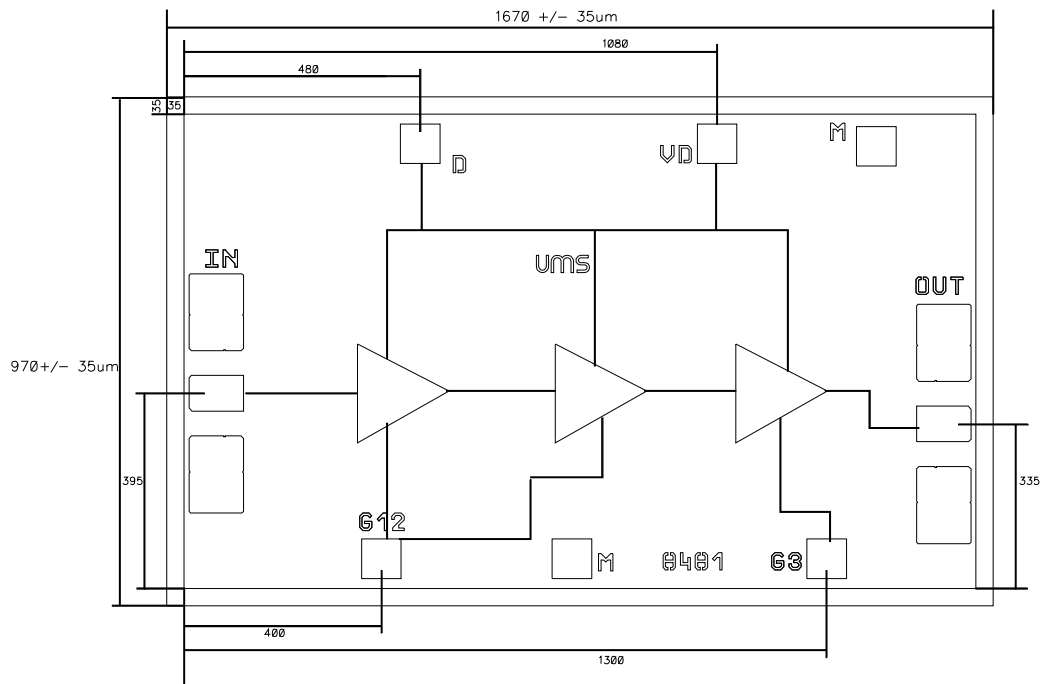 1670 +/- 35um
1080
480
35
35
M
D
VD
IN
UMS
OUT
970+/- 35um
395
335
G12
M
0401
G3
400
1300